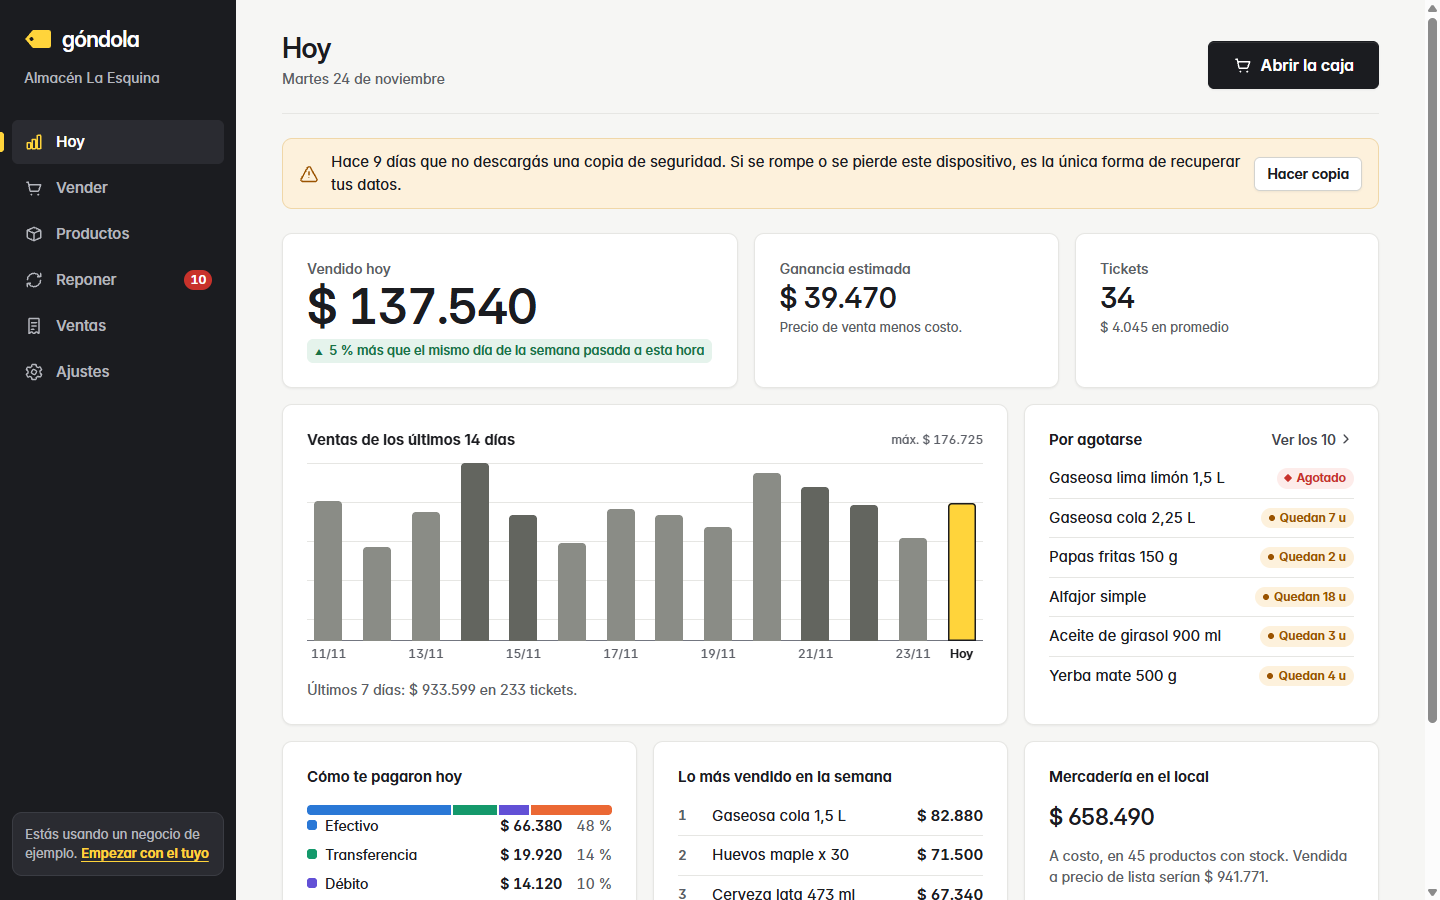 góndola
Almacén La Esquina
Hoy
Vender
Productos
Reponer 10
Ventas
Ajustes
Estás usando un negocio de
ejemplo. Empezar con el tuyo
Hoy
Martes 24 de noviembre
Abrir la caja
Hace 9 días que no descargás una copia de seguridad. Si se rompe o se pierde este dispositivo, es la única forma de recuperar
tus datos.
Hacer copia
Vendido hoy
$ 137.540
▲ 5 % más que el mismo día de la semana pasada a esta hora
Ganancia estimada
$ 39.470
Precio de venta menos costo.
Tickets
34
$ 4.045 en promedio
Ventas de los últimos 14 días
máx. $ 176.725
11/11 13/11 15/11 17/11 19/11 21/11 23/11 Hoy
Últimos 7 días: $ 933.599 en 233 tickets.
Por agotarse
Ver los 10
Gaseosa lima limón 1,5 L Agotado
Gaseosa cola 2,25 L Quedan 7 u
Papas fritas 150 g Quedan 2 u
Alfajor simple Quedan 18 u
Aceite de girasol 900 ml Quedan 3 u
Yerba mate 500 g Quedan 4 u
Cómo te pagaron hoy
Efectivo $ 66.380 48 %
Transferencia $ 19.920 14 %
Débito $ 14.120 10 %
Lo más vendido en la semana
1 Gaseosa cola 1,5 L $ 82.880
2 Huevos maple x 30 $ 71.500
3 Cerveza lata 473 ml $ 67.340
Mercadería en el local
$ 658.490
A costo, en 45 productos con stock. Vendida
a precio de lista serían $ 941.771.